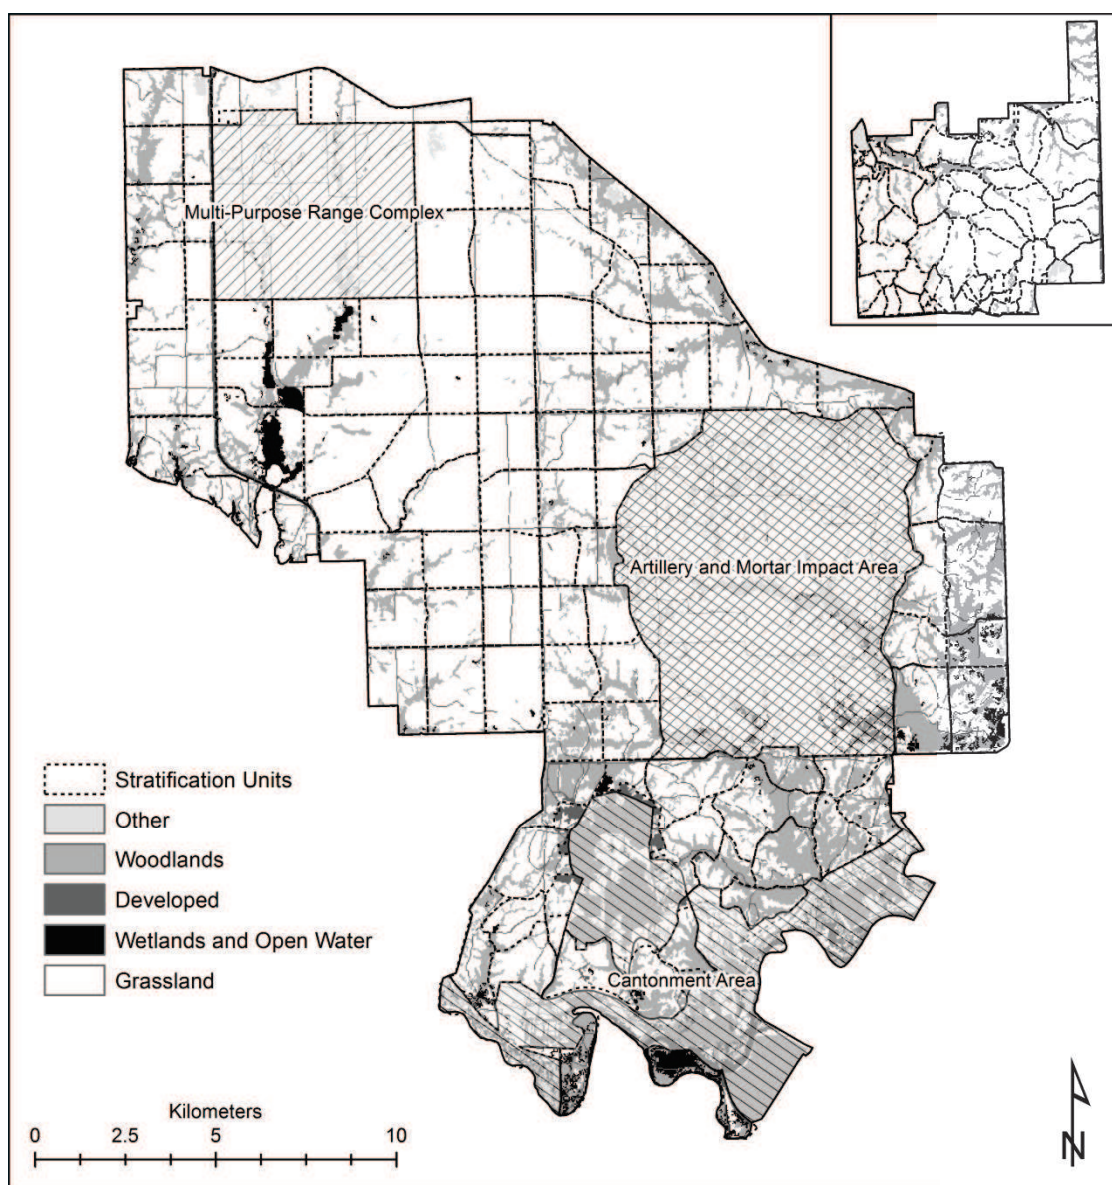 Multi-Purpose Range Complex
Artillery and Mortar Impact Area
Stratification Units
Other
Woodlands
Developed
Wetlands and Open Water
Grassland
Cantonment Area
Kilometers
0 2.5 5 10
N